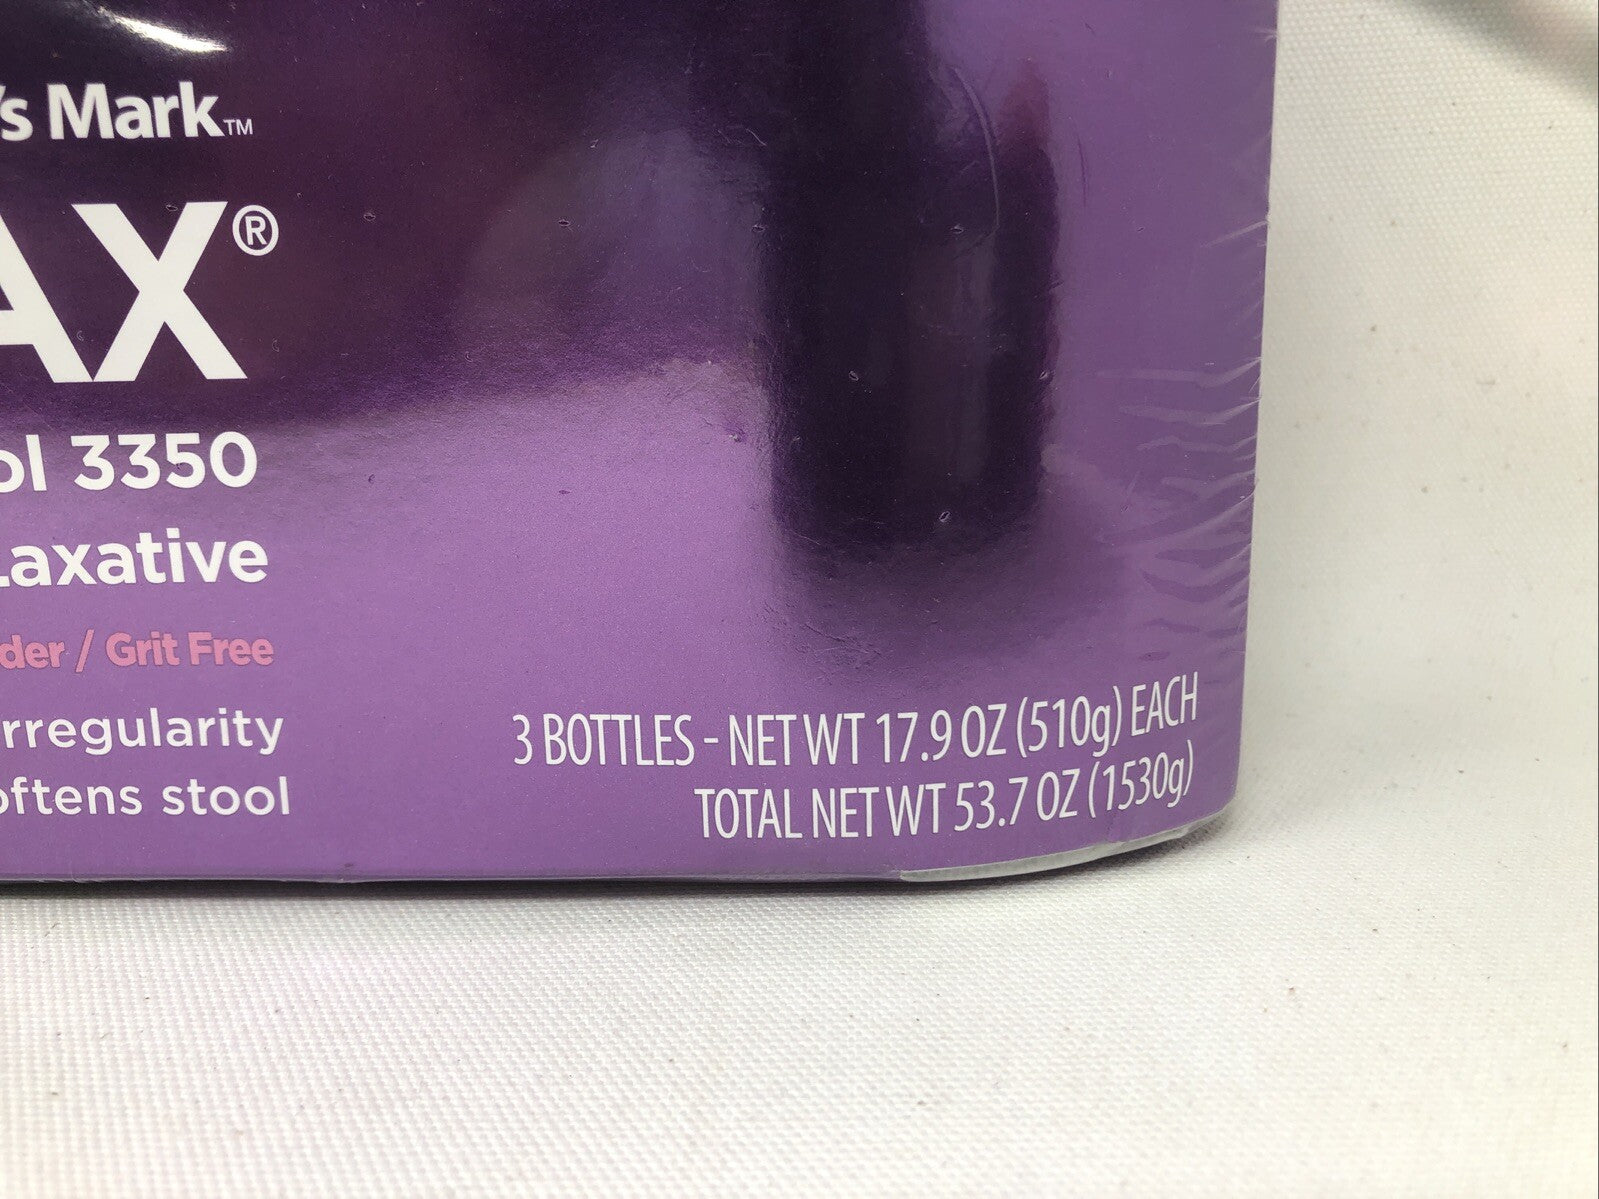 's Mark™
AX®
ol 3350
Laxative
der / Grit Free
rregularity
oftens stool
3 BOTTLES - NET WT 17.9 OZ (510g) EACH
TOTAL NET WT 53.7 OZ (1530g)